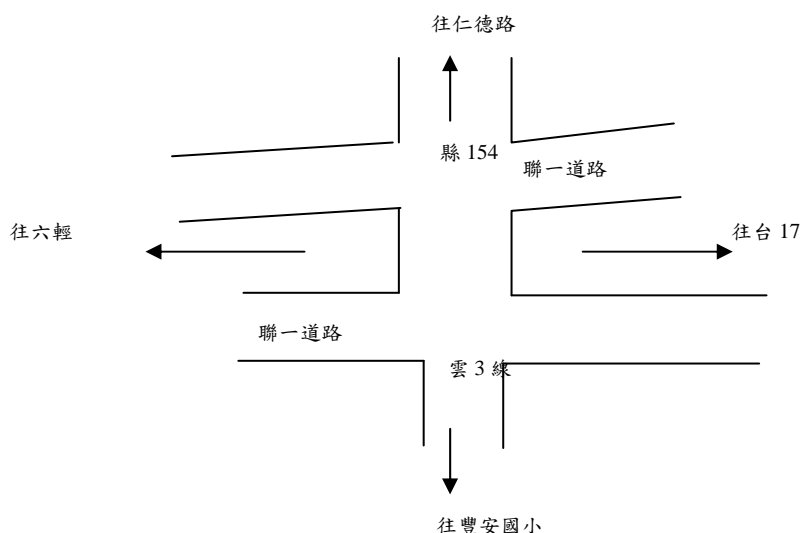 往仁德路
縣 154
聯一道路
往六輕
往台 17
聯一道路
雲 3 線
往豐安國小